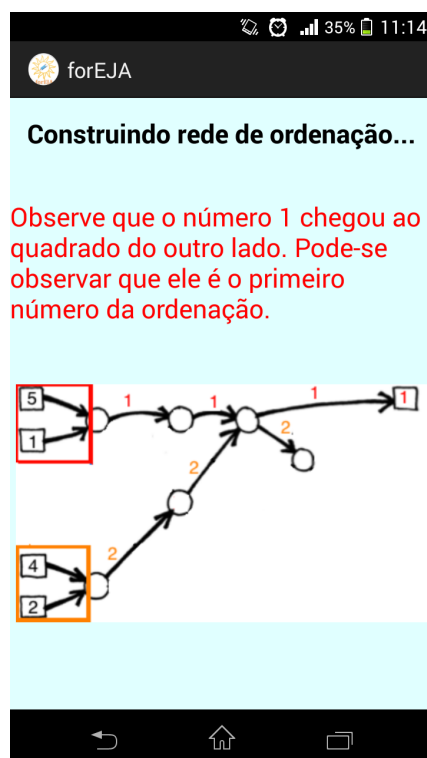 35% 11:14
forEJA
Construindo rede de ordenação...
Observe que o número 1 chegou ao
quadrado do outro lado. Pode-se
observar que ele é o primeiro
número da ordenação.
5 1 1 1 1
1
2.
2
4 2
2